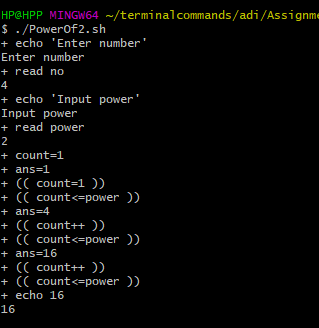 HP@HPP MINGW64 ~/terminalcommands/adi/Assignme
$ ./PowerOf2.sh
+ echo 'Enter number'
Enter number
+ read no
4
+ echo 'Input power'
Input power
+ read power
2
+ count=1
+ ans=1
+ (( count=1 ))
+ (( count<=power ))
+ ans=4
+ (( count++ ))
+ (( count<=power ))
+ ans=16
+ (( count++ ))
+ (( count<=power ))
+ echo 16
16